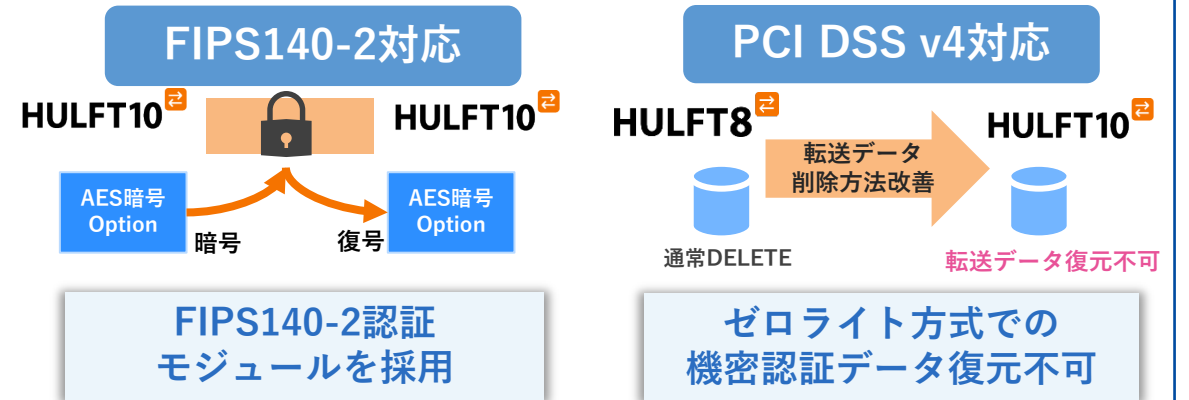 FIPS140-2対応
HULFT10
HULFT10
AES暗号
Option
暗号
復号
AES暗号
Option
FIPS140-2認証
モジュールを採用
PCI DSS v4対応
HULFT8
転送データ
削除方法改善
HULFT10
通常DELETE
転送データ復元不可
ゼロライト方式での
機密認証データ復元不可